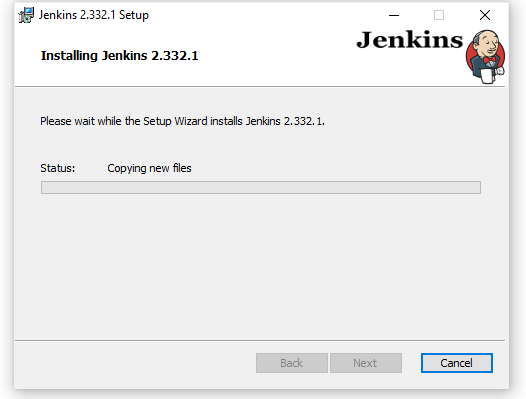 Jenkins 2.332.1 Setup
Jenkins
Installing Jenkins 2.332.1
Please wait while the Setup Wizard installs Jenkins 2.332.1.
Status: Copying new files
Back Next Cancel